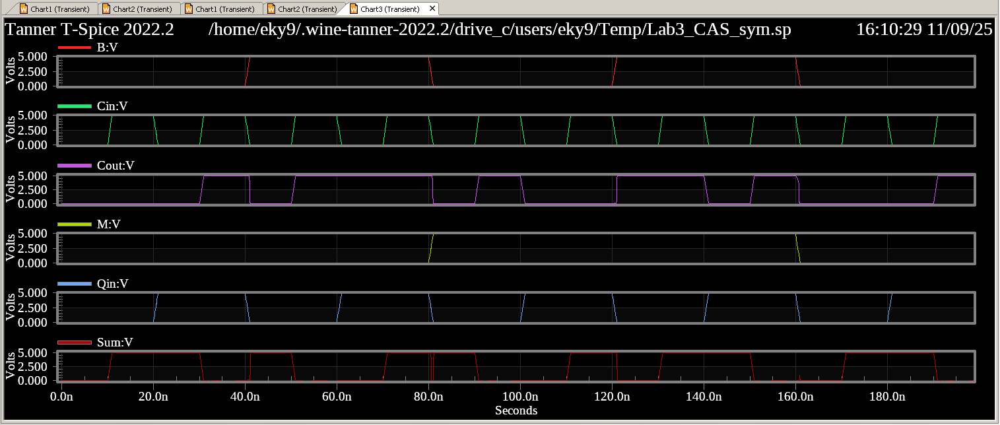 Chart1 (Transient) Chart2 (Transient) Chart1 (Transient) Chart2 (Transient) Chart3 (Transient)
Tanner T-Spice 2022.2 /home/eky9/.wine-tanner-2022.2/drive_c/users/eky9/Temp/Lab3_CAS_sym.sp 16:10:29 11/09/25
B:V
5.000
Volts 2.500
0.000
Cin:V
5.000
Volts 2.500
0.000
Cout:V
5.000
Volts 2.500
0.000
M:V
5.000
Volts 2.500
0.000
Qin:V
5.000
Volts 2.500
0.000
Sum:V
5.000
Volts 2.500
0.000
0.0n 20.0n 40.0n 60.0n 80.0n 100.0n 120.0n 140.0n 160.0n 180.0n
Seconds